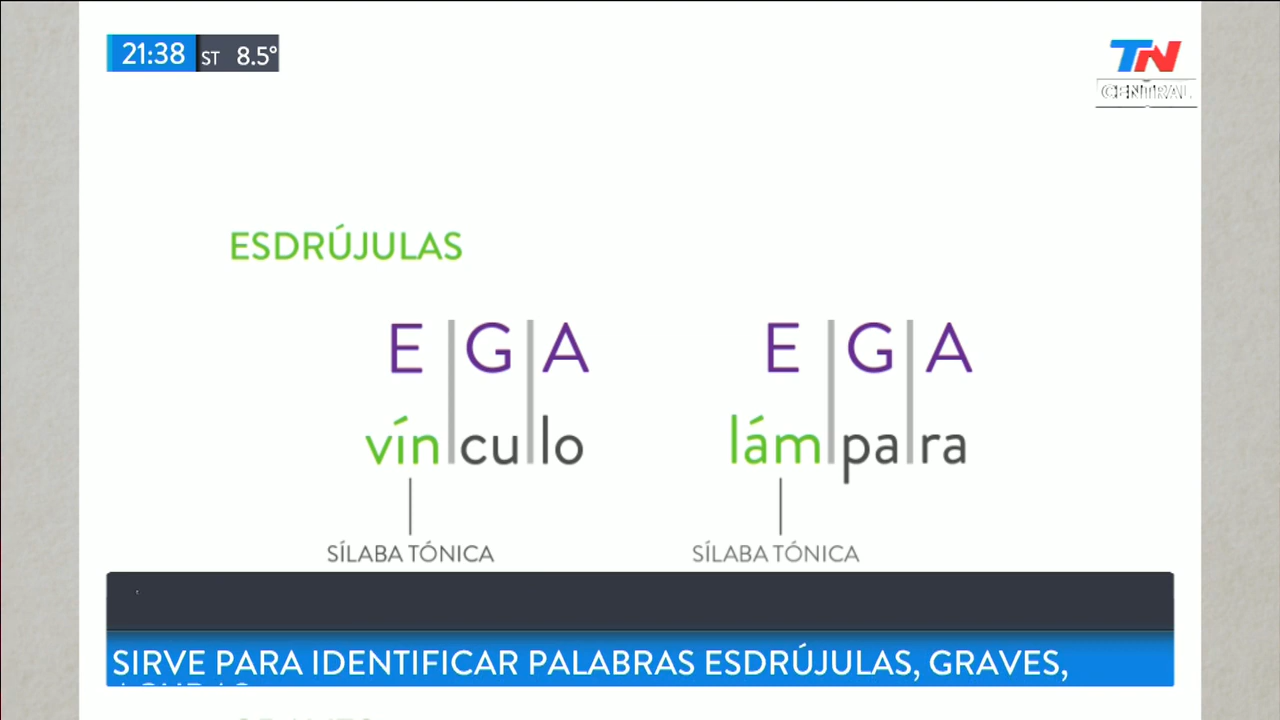 21:38 ST 8.5°
TN
CENTRAL
ESDRÚJULAS
E G A E G A
vín cu lo lám pa ra
SÍLABA TÓNICA SÍLABA TÓNICA
SIRVE PARA IDENTIFICAR PALABRAS ESDRÚJULAS, GRAVES,